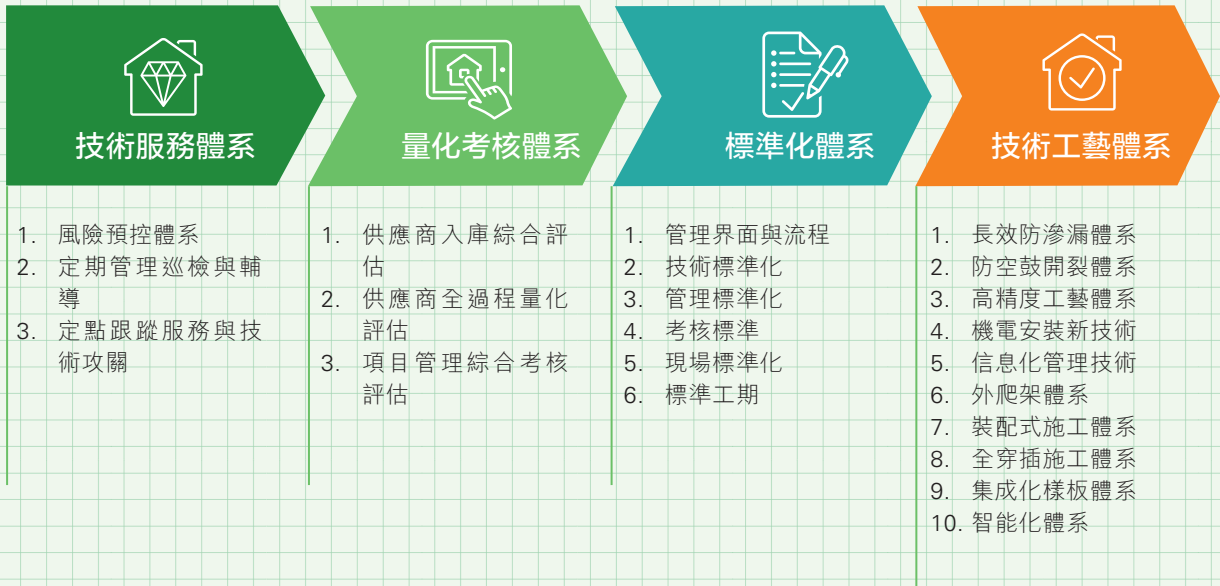 技術服務體系
1. 風險預控體系
2. 定期管理巡檢與輔
導
3. 定點跟蹤服務與技
術攻關
量化考核體系
1. 供應商入庫綜合評
估
2. 供應商全過程量化
評估
3. 項目管理綜合考核
評估
標準化體系
1. 管理界面與流程
2. 技術標準化
3. 管理標準化
4. 考核標準
5. 現場標準化
6. 標準工期
技術工藝體系
1. 長效防滲漏體系
2. 防空鼓開裂體系
3. 高精度工藝體系
4. 機電安裝新技術
5. 信息化管理技術
6. 外爬架體系
7. 裝配式施工體系
8. 全穿插施工體系
9. 集成化樣板體系
10. 智能化體系